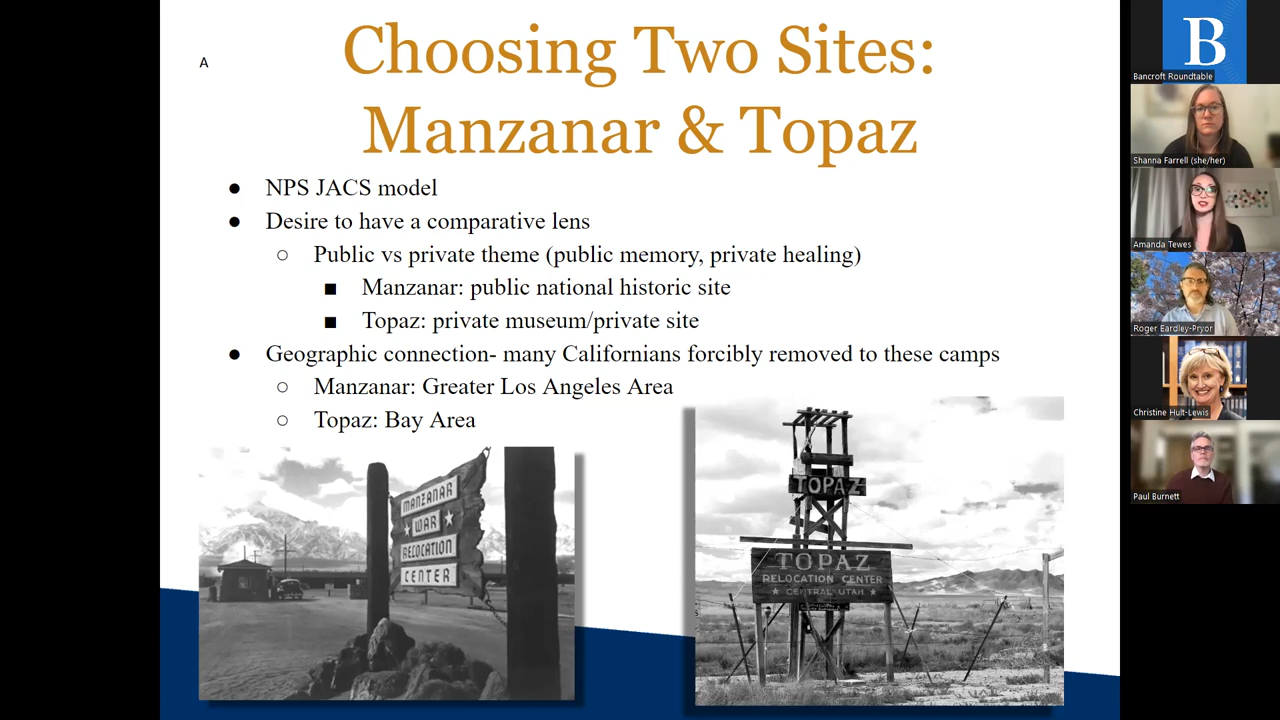 A
Choosing Two Sites:
Manzanar & Topaz
● NPS JACS model
● Desire to have a comparative lens
○ Public vs private theme (public memory, private healing)
■ Manzanar: public national historic site
■ Topaz: private museum/private site
● Geographic connection- many Californians forcibly removed to these camps
○ Manzanar: Greater Los Angeles Area
○ Topaz: Bay Area
MANZANAR
★ WAR ★
RELOCATION
CENTER
TOPAZ
TOPAZ
RELOCATION CENTER
★ CENTRAL UTAH ★
B
Bancroft Roundtable
Shanna Farrell (she/her)
Amanda Tewes
Roger Eardley-Pryor
Christine Hult-Lewis
Paul Burnett